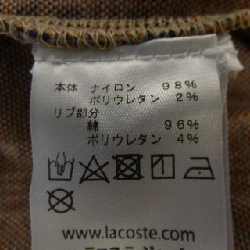 本体 ナイロン 98%
ポリウレタン 2%
リブ部分
綿 96%
ポリウレタン 4%
www.lacoste.com